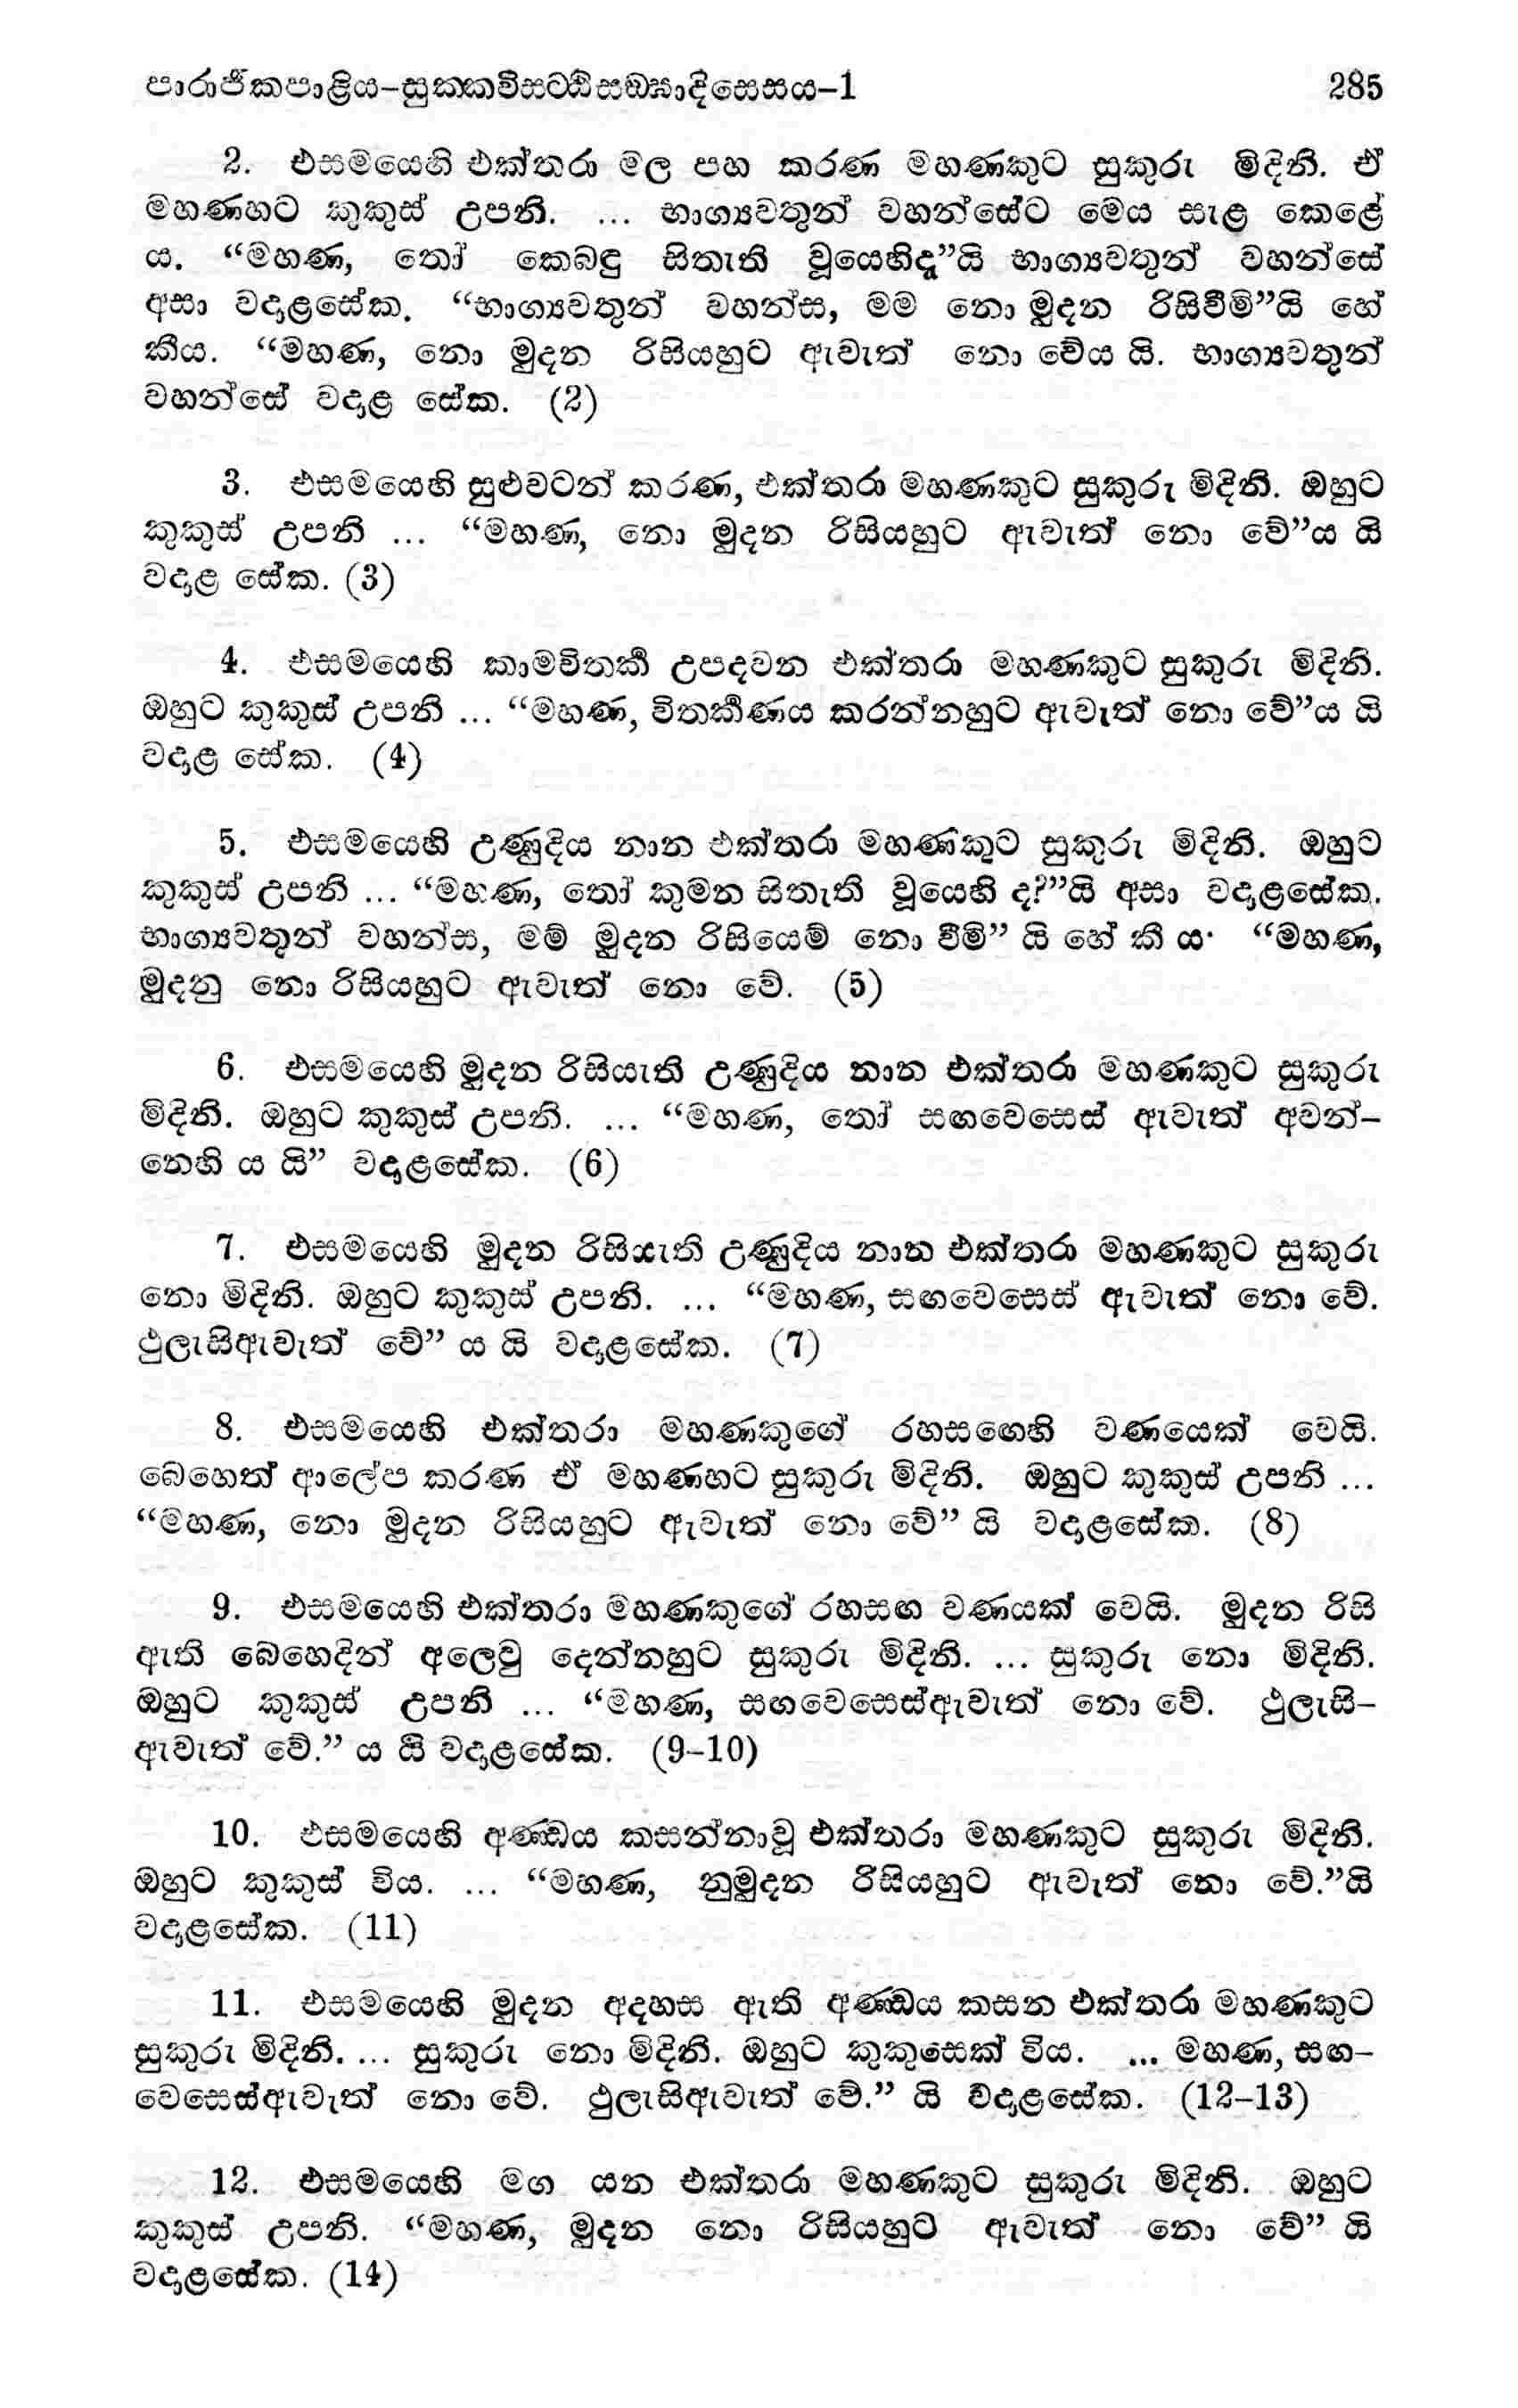 පාරාජිකපාළිය–සුක්කවිසට්ඨිසඞ්ඝාදිසෙසය–1 285
2. එසමයෙහි එක්තරා මල පහ කරණ මහණකුට සුකුරු මිදිනි. ඒ
මහණහට කුකුස් උපනි. ... භාග්‍යවතුන් වහන්සේට මෙය සැළ කෙළේ
ය. “මහණ, තෝ කෙබඳු සිතැති වූයෙහිදැ”යි භාග්‍යවතුන් වහන්සේ
අසා වදාළසේක. “භාග්‍යවතුන් වහන්ස, මම නො මුදන රිසිවීමි”යි හේ
කීය. “මහණ, නො මුදන රිසියහුට ඇවැත් නො වේය යි. භාග්‍යවතුන්
වහන්සේ වදාළ සේක. (2)
3. එසමයෙහි සුළුවටන් කරණ, එක්තරා මහණකුට සුකුරු මිදිනි. ඔහුට
කුකුස් උපනි ... “මහණ, නො මුදන රිසියහුට ඇවැත් නො වේ”ය යි
වදාළ සේක. (3)
4. එසමයෙහි කාමවිතර්ක උපදවන එක්තරා මහණකුට සුකුරු මිදිනි.
ඔහුට කුකුස් උපනි ... “මහණ, විතර්කණය කරන්නහුට ඇවැත් නො වේ”ය යි
වදාළ සේක. (4)
5. එසමයෙහි උණුදිය නාන එක්තරා මහණකුට සුකුරු මිදිනි. ඔහුට
කුකුස් උපනි ... “මහණ, තෝ කුමන සිතැති වූයෙහි ද?”යි අසා වදාළසේක.
භාග්‍යවතුන් වහන්ස, මම් මුදන රිසියෙම් නො වීමි” යි හේ කී ය· “මහණ,
මුදනු නො රිසියහුට ඇවැත් නො වේ. (5)
6. එසමයෙහි මුදන රිසියැති උණුදිය නාන එක්තරා මහණකුට සුකුරු
මිදිනි. ඔහුට කුකුස් උපනි. ... “මහණ, තෝ සඟවෙසෙස් ඇවැත් අවන්–
නෙහි ය යි” වදාළසේක. (6)
7. එසමයෙහි මුදන රිසියැති උණුදිය නාන එක්තරා මහණකුට සුකුරු
නො මිදිනි. ඔහුට කුකුස් උපනි. ... “මහණ, සඟවෙසෙස් ඇවැත් නො වේ.
ථුලැසිඇවැත් වේ” ය යි වදාළසේක. (7)
8. එසමයෙහි එක්තරා මහණකුගේ රහසඟෙහි වණයෙක් වෙයි.
බෙහෙත් ආලේප කරණ ඒ මහණහට සුකුරු මිදිනි. ඔහුට කුකුස් උපනි ...
“මහණ, නො මුදන රිසියහුට ඇවැත් නො වේ” යි වදාළසේක. (8)
9. එසමයෙහි එක්තරා මහණකුගේ රහසඟ වණයක් වෙයි. මුදන රිසි
ඇති බෙහෙදින් අලෙවු දෙන්නහුට සුකුරු මිදිනි. ... සුකුරු නො මිදිනි.
ඔහුට කුකුස් උපනි ... “මහණ, සඟවෙසෙස්ඇවැත් නො වේ. ථුලැසි–
ඇවැත් වේ.” ය යි වදාළසේක. (9–10)
10. එසමයෙහි අණ්ඩය කසන්නාවූ එක්තරා මහණකුට සුකුරු මිදිනි.
ඔහුට කුකුස් විය. ... “මහණ, නුමුදන රිසියහුට ඇවැත් නො වේ.”යි
වදාළසේක. (11)
11. එසමයෙහි මුදන අදහස ඇති අණ්ඩය කසන එක්තරා මහණකුට
සුකුරු මිදිනි. ... සුකුරු නො මිදිනි. ඔහුට කුකුසෙක් විය. ... මහණ, සඟ–
වෙසෙස්ඇවැත් නො වේ. ථුලැසිඇවැත් වේ.” යි වදාළසේක. (12–13)
12. එසමයෙහි මග යන එක්තරා මහණකුට සුකුරු මිදිනි. ඔහුට
කුකුස් උපනි. “මහණ, මුදන නො රිසියහුට ඇවැත් නො වේ” යි
වදාළසේක. (14)